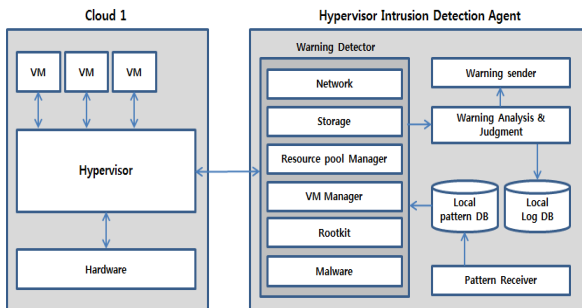 Cloud 1
VM
VM
VM
Hypervisor
Hardware
Hypervisor Intrusion Detection Agent
Warning Detector
Network
Storage
Resource pool Manager
VM Manager
Rootkit
Malware
Warning sender
Warning Analysis &
Judgment
Local
pattern DB
Local
Log DB
Pattern Receiver